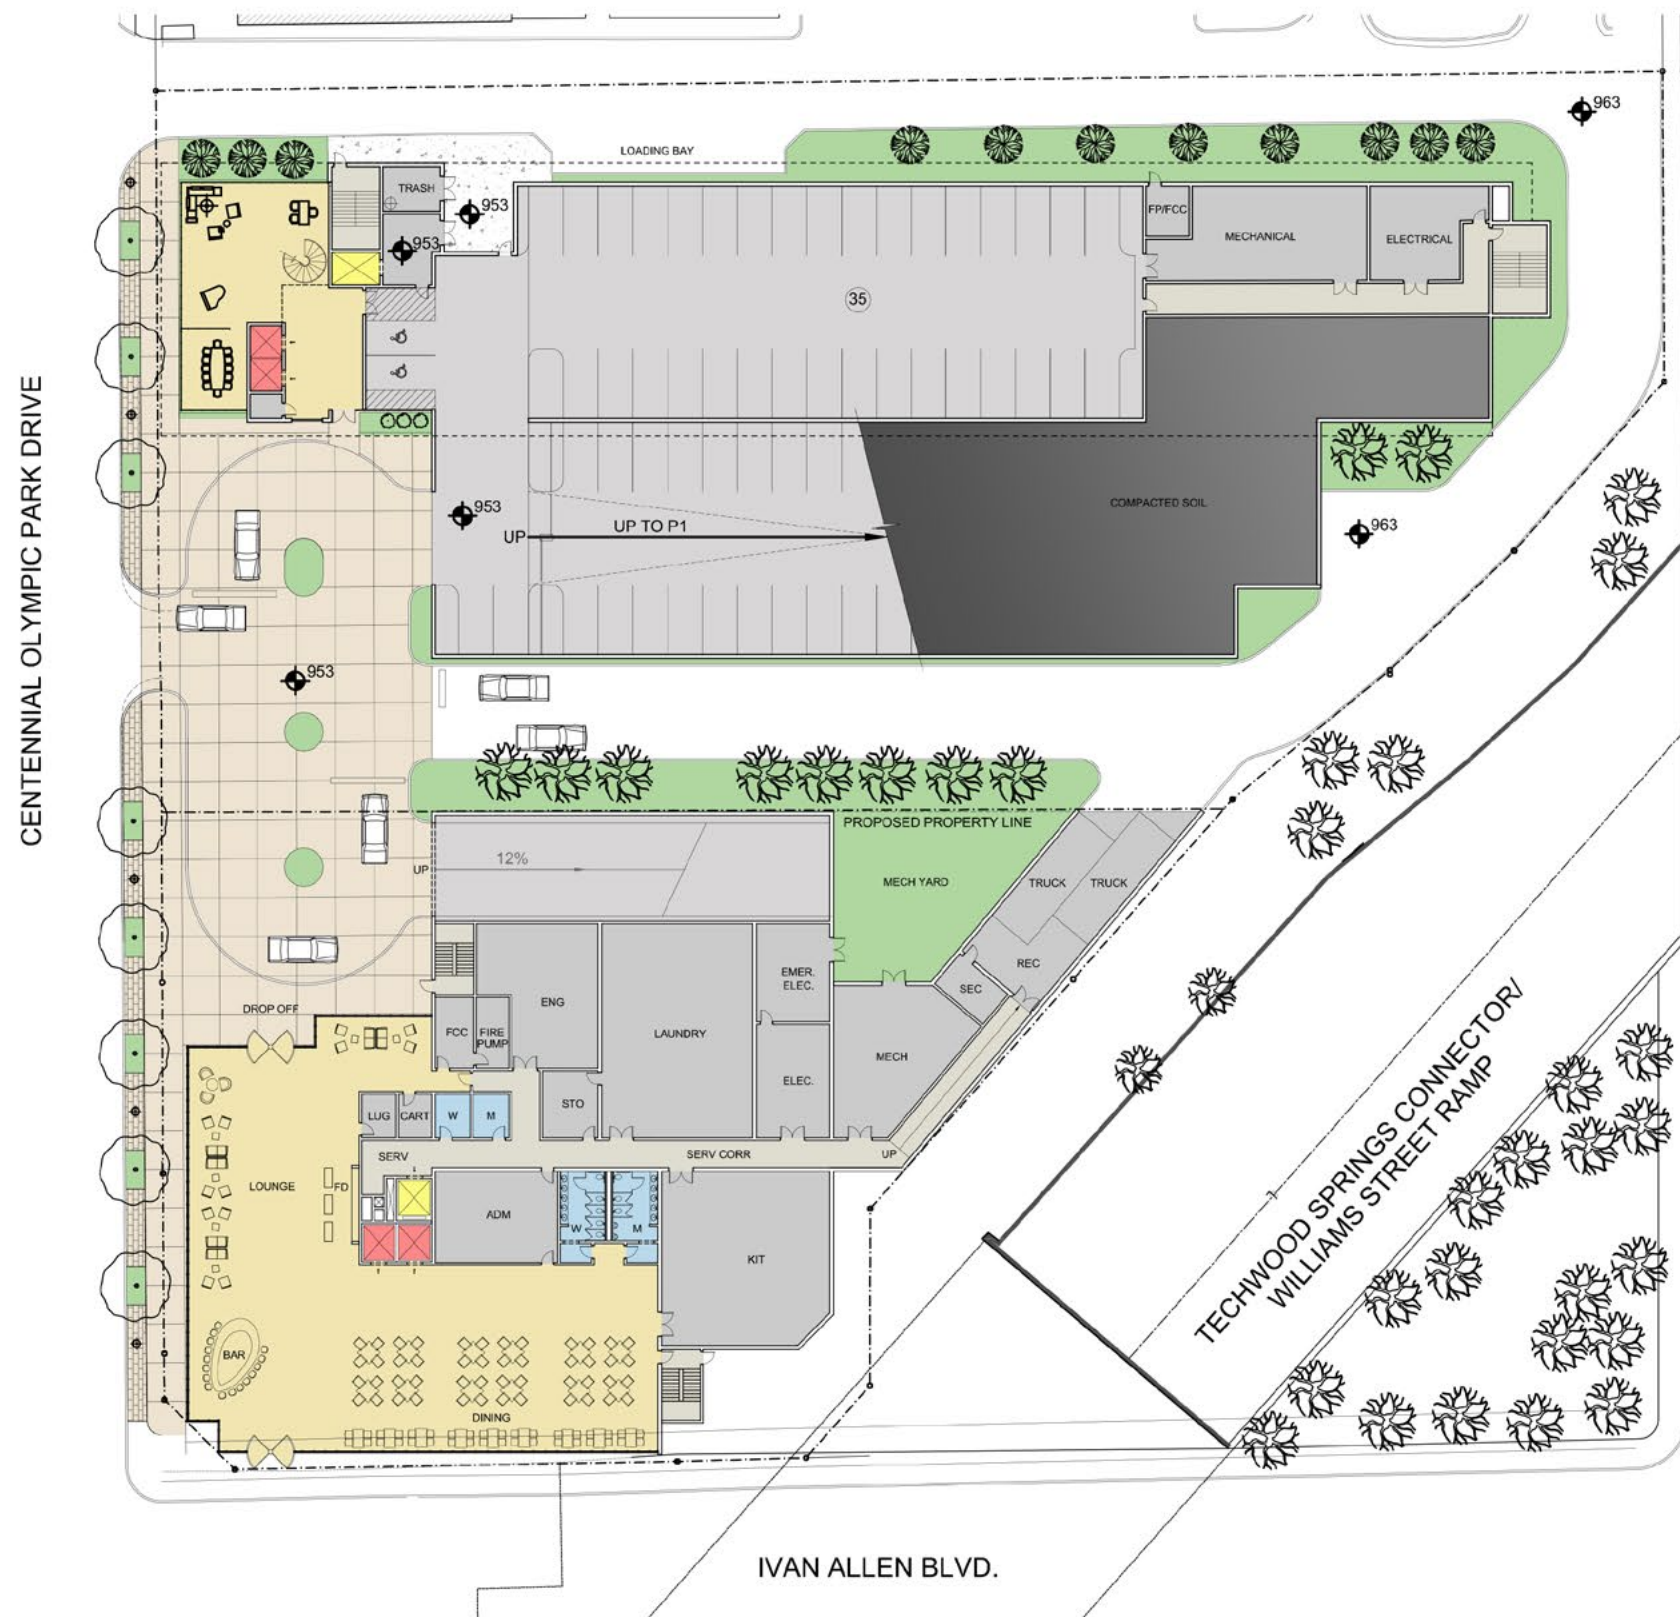 963
LOADING BAY
TRASH
953
953
FP/FCC
MECHANICAL
ELECTRICAL
35
CENTENNIAL OLYMPIC PARK DRIVE
COMPACTED SOIL
953
UP
UP TO P1
963
953
PROPOSED PROPERTY LINE
12%
UP
MECH YARD
TRUCK
TRUCK
REC
SEC
EMER.
ELEC.
ENG
DROP OFF
FCC
FIRE
PUMP
LAUNDRY
MECH
ELEC.
STO
LUG
CART
W
M
SERV
SERV CORR
UP
LOUNGE
FD
ADM
W
M
KIT
BAR
DINING
TECHWOOD SPRINGS CONNECTOR/
WILLIAMS STREET RAMP
IVAN ALLEN BLVD.